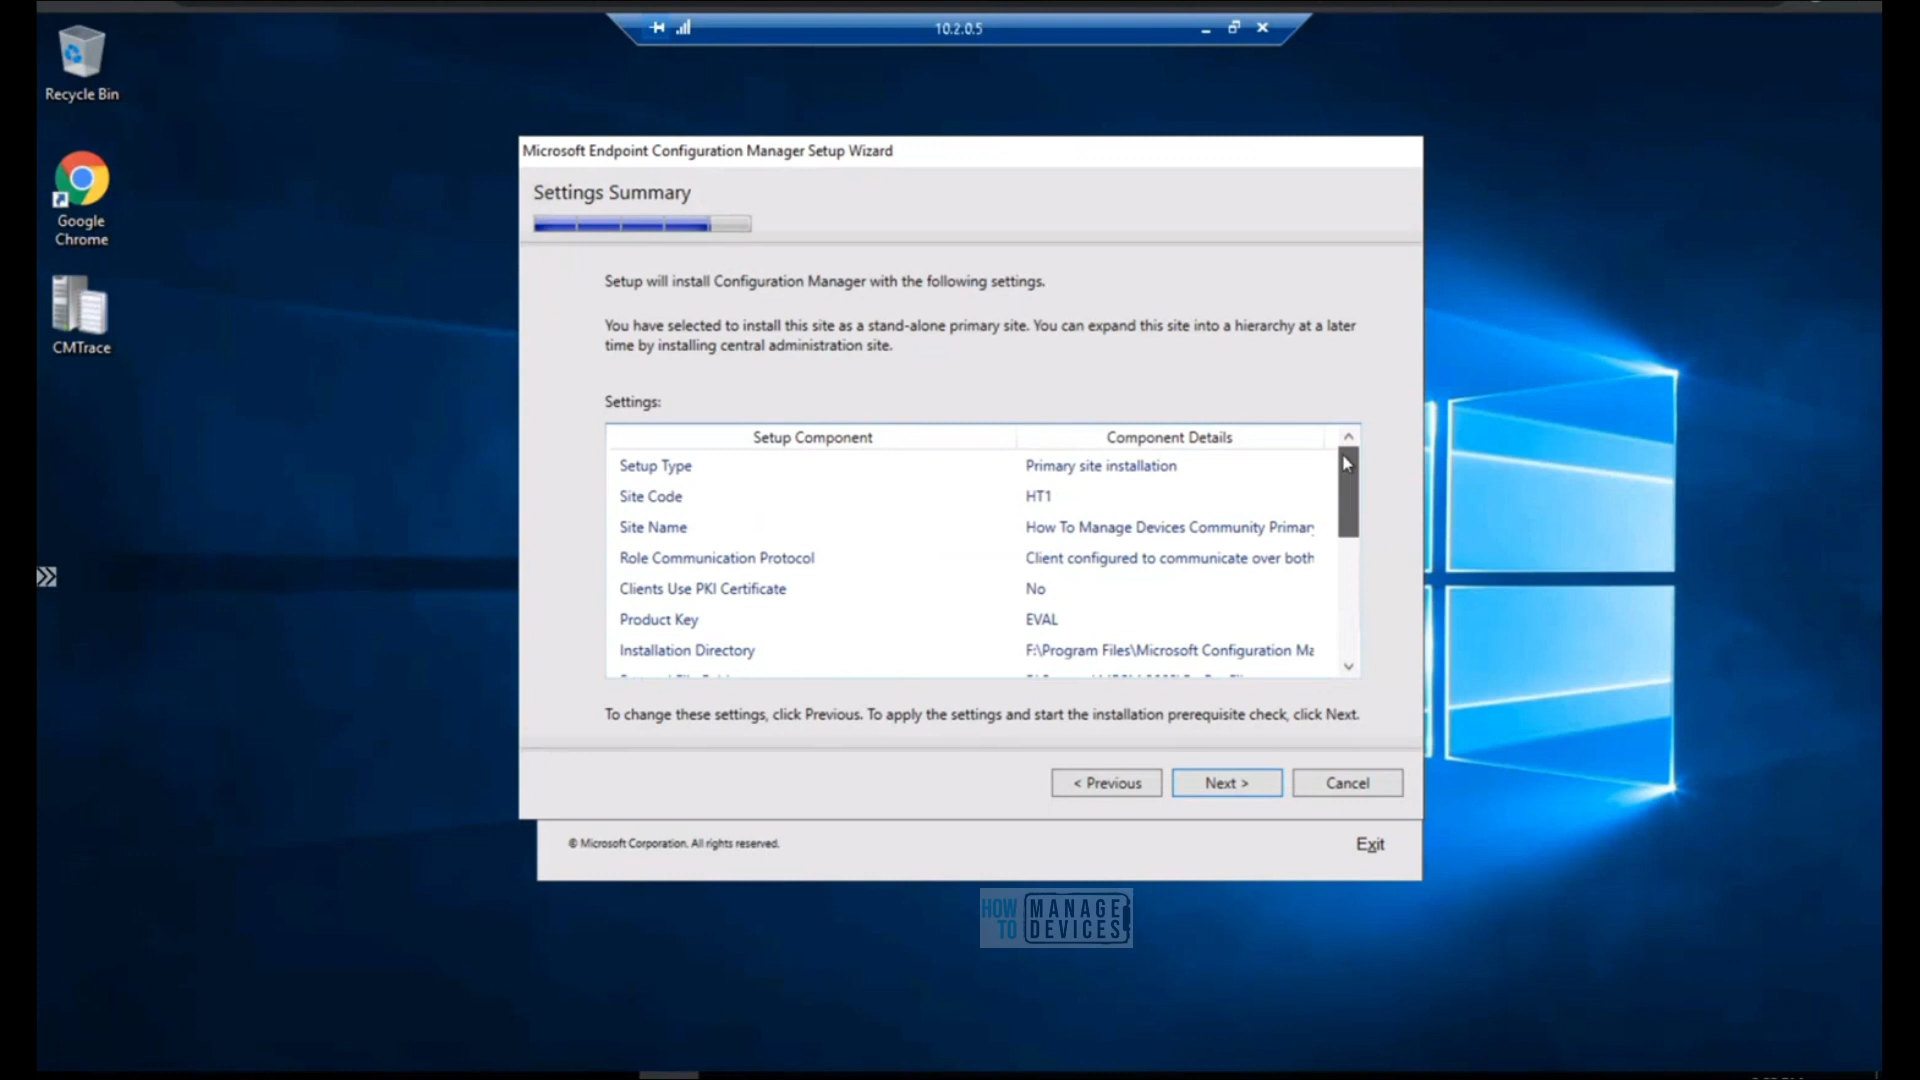 10.2.0.5
Recycle Bin
Google
Chrome
CMTrace
Microsoft Endpoint Configuration Manager Setup Wizard
Settings Summary
Setup will install Configuration Manager with the following settings.
You have selected to install this site as a stand-alone primary site. You can expand this site into a hierarchy at a later
time by installing central administration site.
Settings:
Setup Component Component Details
Setup Type Primary site installation
Site Code HT1
Site Name How To Manage Devices Community Primar
Role Communication Protocol Client configured to communicate over both
Clients Use PKI Certificate No
Product Key EVAL
Installation Directory F:\Program Files\Microsoft Configuration Ma
To change these settings, click Previous. To apply the settings and start the installation prerequisite check, click Next.
< Previous Next > Cancel
© Microsoft Corporation. All rights reserved. Exit
HOW MANAGE
TO DEVICES